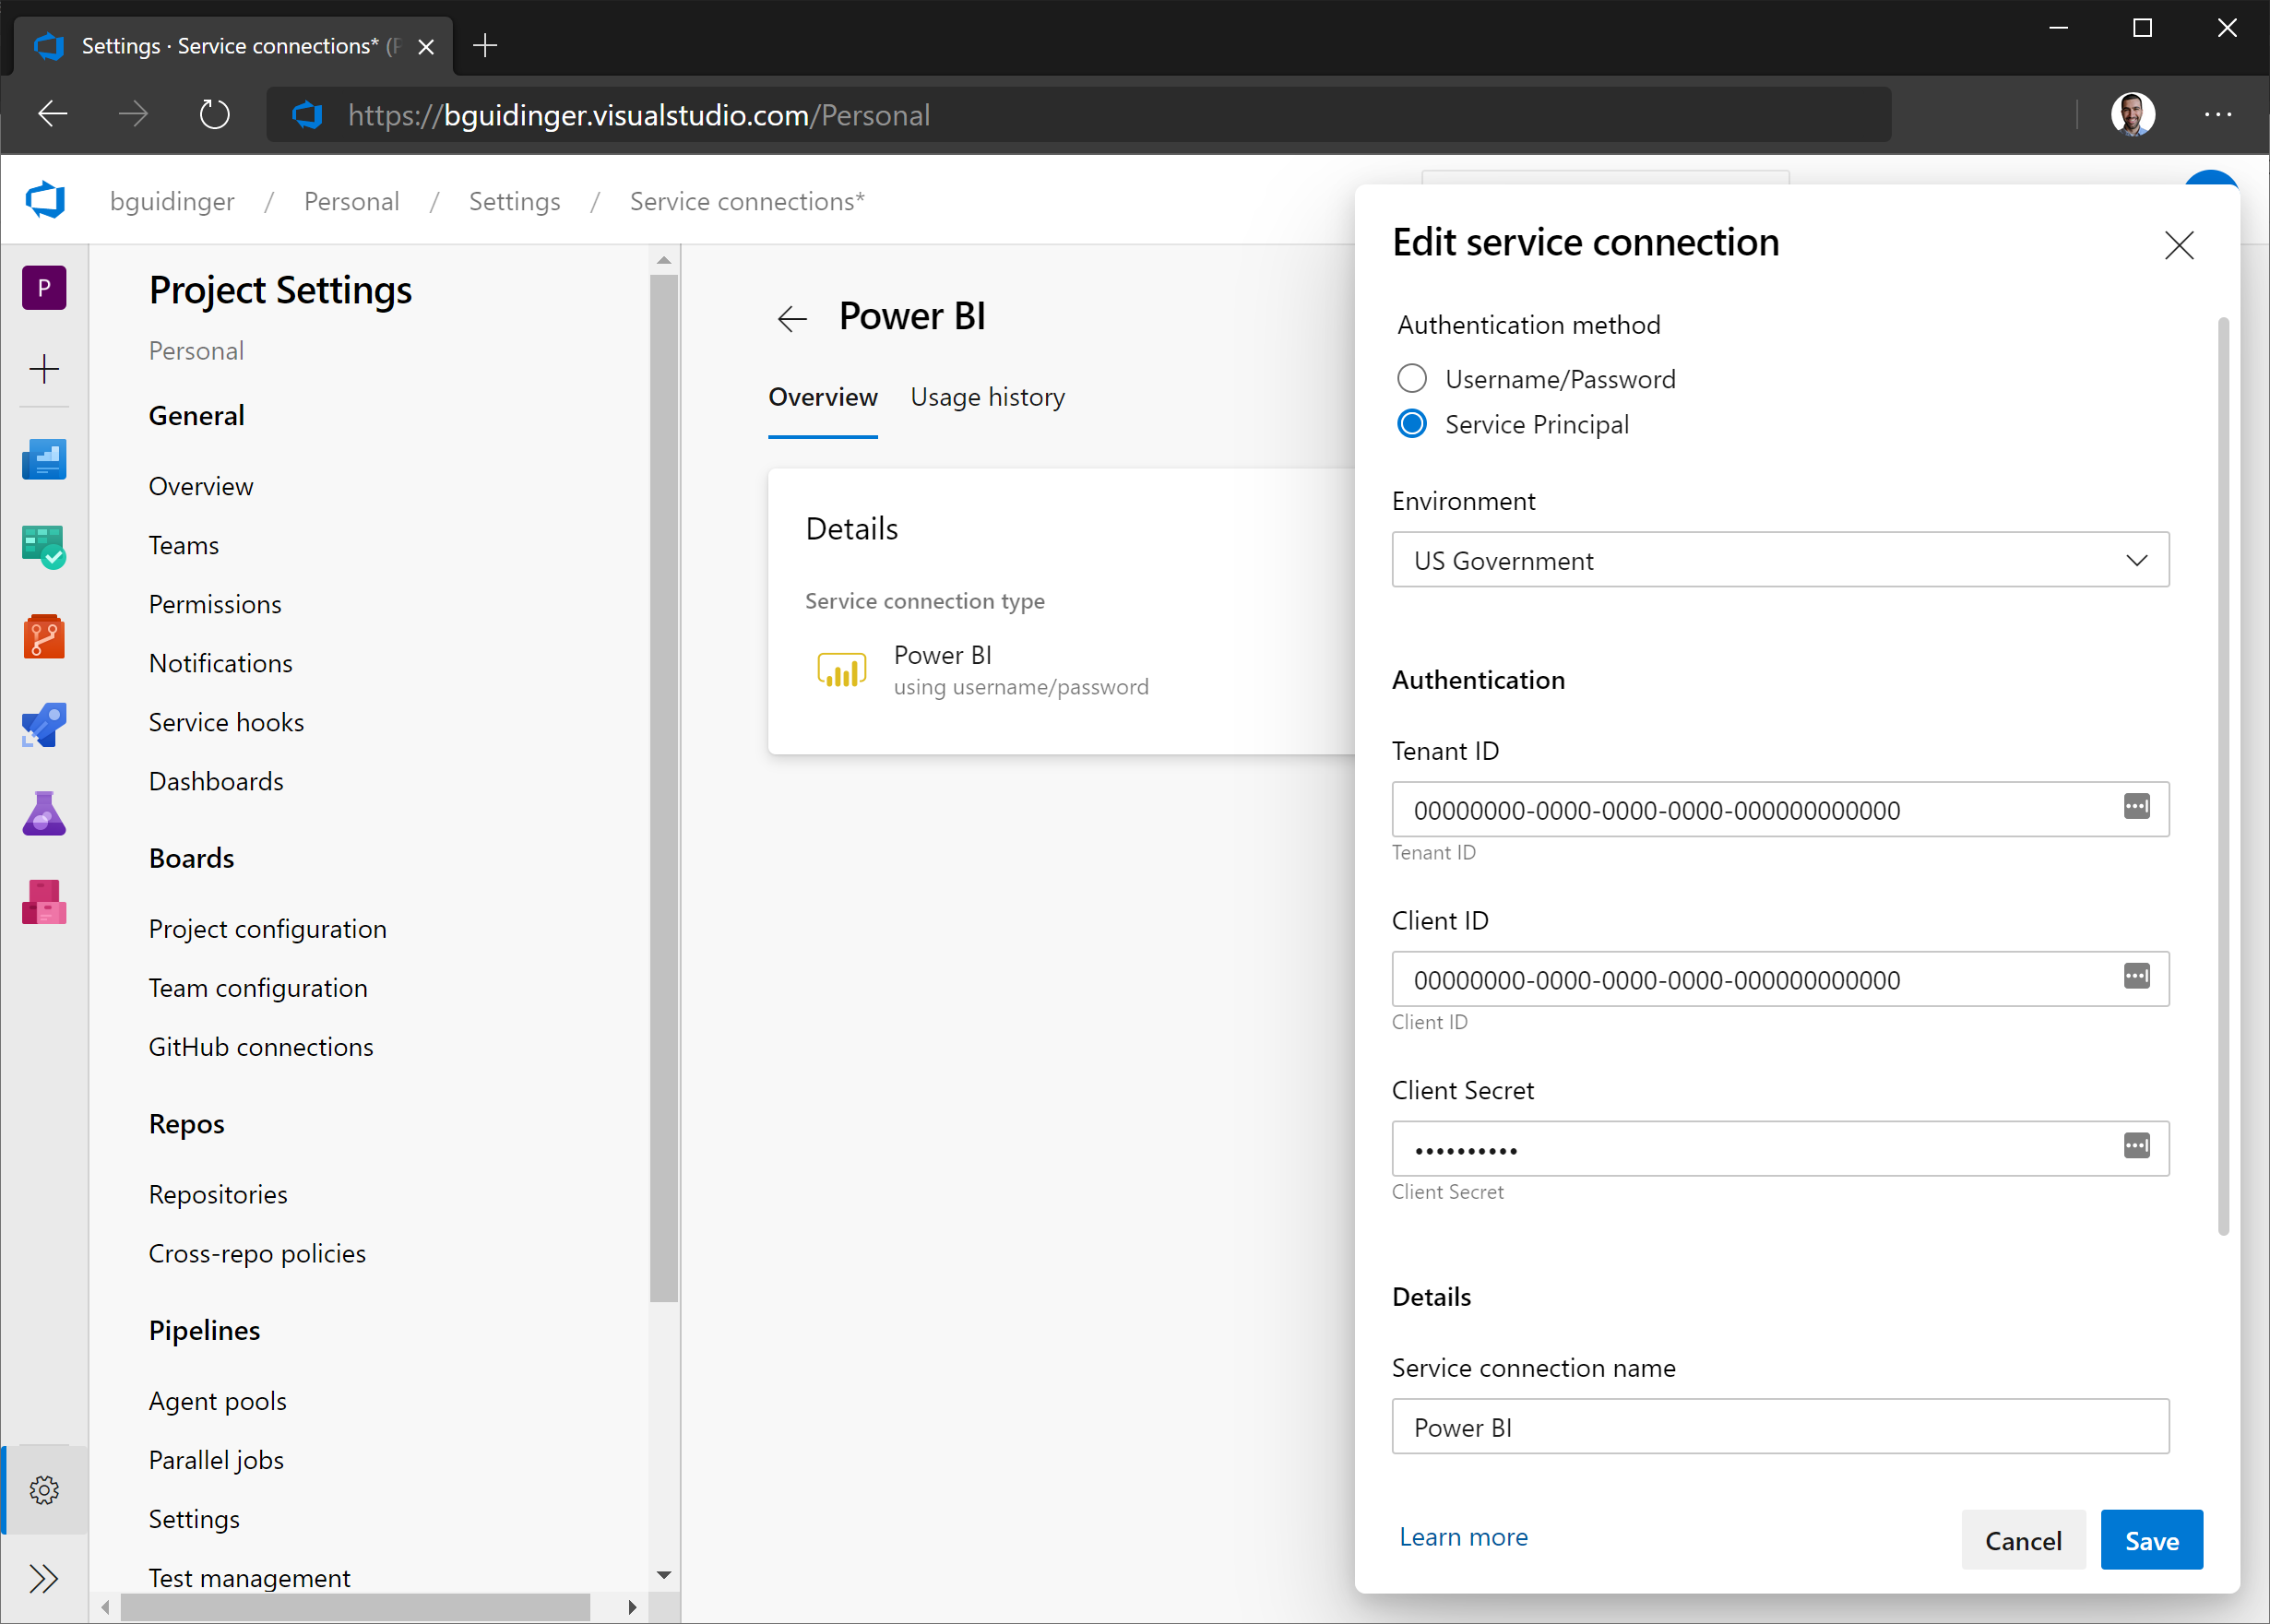 Settings · Service connections* (P
https://bguidinger.visualstudio.com/Personal
bguidinger / Personal / Settings / Service connections*
P
Project Settings
Personal
General
Overview
Teams
Permissions
Notifications
Service hooks
Dashboards
Boards
Project configuration
Team configuration
GitHub connections
Repos
Repositories
Cross-repo policies
Pipelines
Agent pools
Parallel jobs
Settings
Test management
Power BI
Overview Usage history
Details
Service connection type
Power BI
using username/password
Edit service connection
Authentication method
Username/Password
Service Principal
Environment
US Government
Authentication
Tenant ID
00000000-0000-0000-0000-000000000000
Tenant ID
Client ID
00000000-0000-0000-0000-000000000000
Client ID
Client Secret
••••••••••
Client Secret
Details
Service connection name
Power BI
Learn more
Cancel
Save